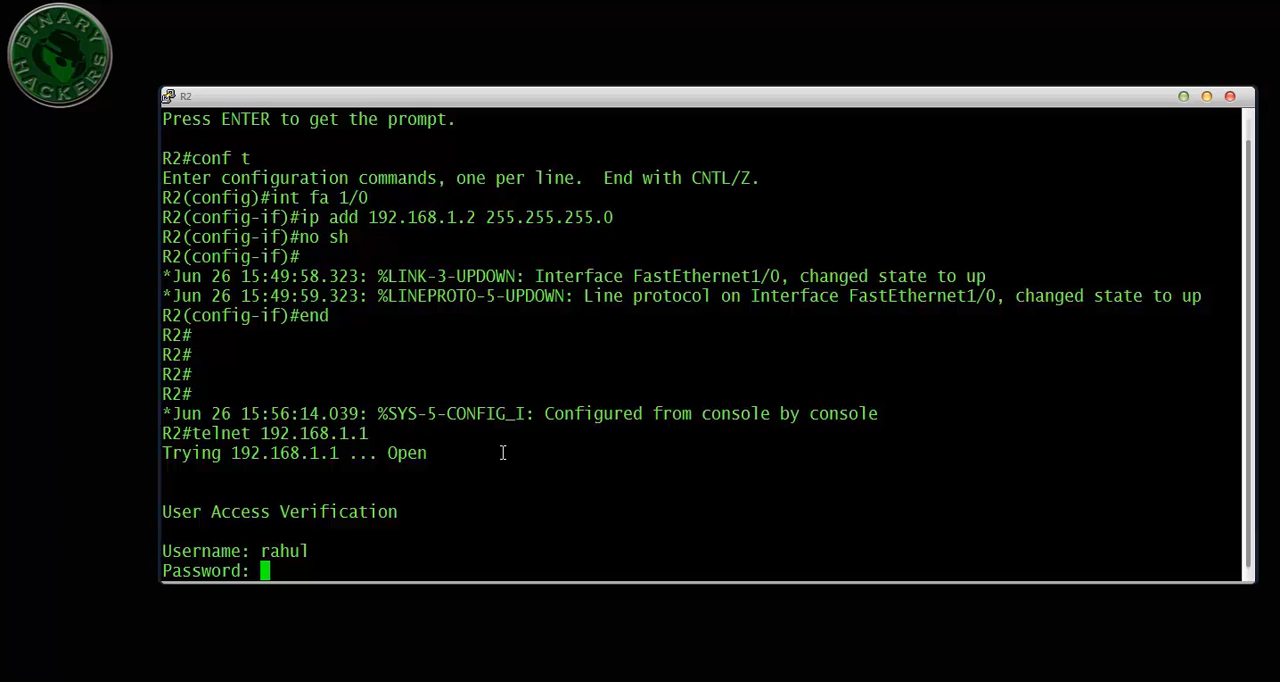 BINARY
HACKERS
R2
Press ENTER to get the prompt.
R2#conf t
Enter configuration commands, one per line.  End with CNTL/Z.
R2(config)#int fa 1/0
R2(config-if)#ip add 192.168.1.2 255.255.255.0
R2(config-if)#no sh
R2(config-if)#
*Jun 26 15:49:58.323: %LINK-3-UPDOWN: Interface FastEthernet1/0, changed state to up
*Jun 26 15:49:59.323: %LINEPROTO-5-UPDOWN: Line protocol on Interface FastEthernet1/0, changed state to up
R2(config-if)#end
R2#
R2#
R2#
R2#
*Jun 26 15:56:14.039: %SYS-5-CONFIG_I: Configured from console by console
R2#telnet 192.168.1.1
Trying 192.168.1.1 ... Open
User Access Verification
Username: rahul
Password: